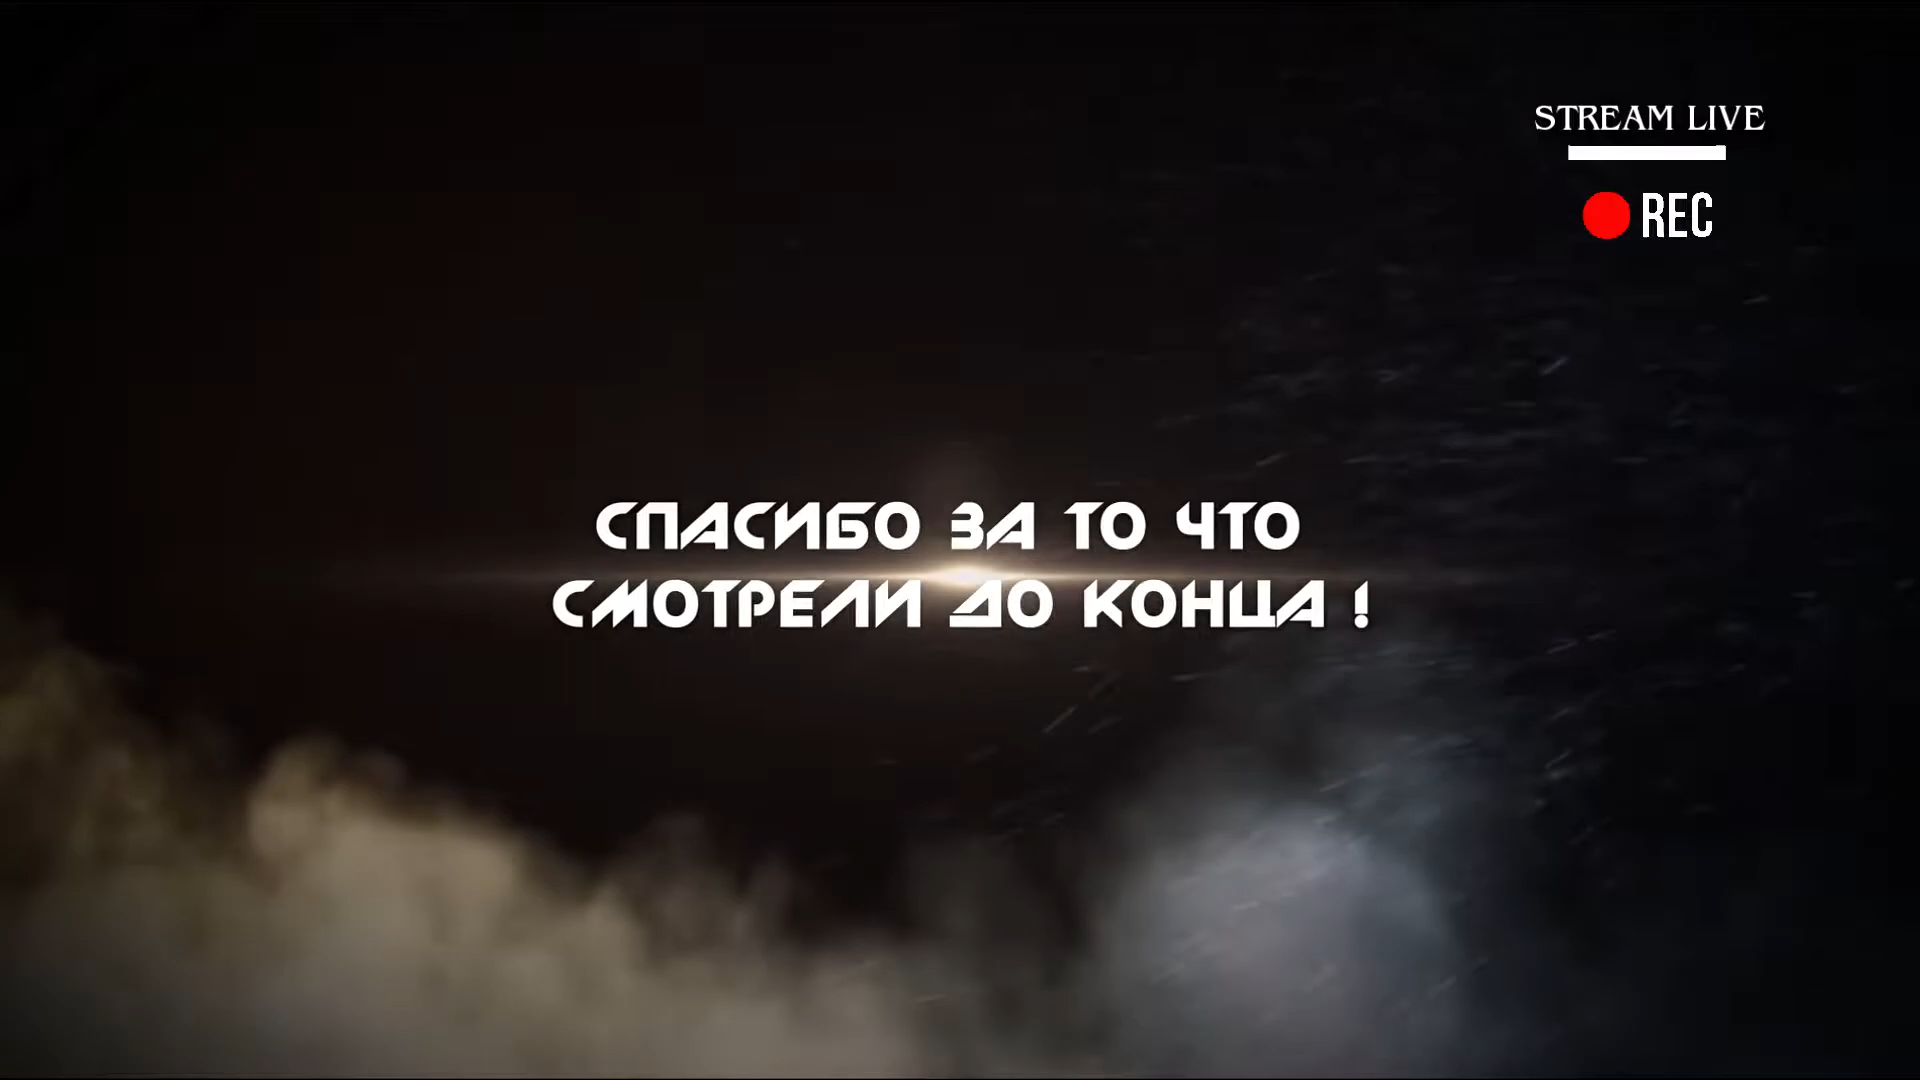 STREAM LIVE
REC
СПАСИБО ЗА ТО ЧТО
СМОТРЕЛИ ДО КОНЦА !